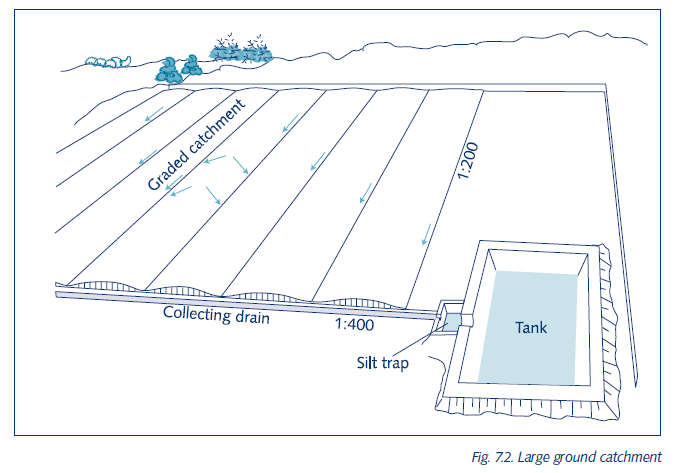 Graded catchment
1:200
Collecting drain
1:400
Silt trap
Tank
Fig. 7.2. Large ground catchment